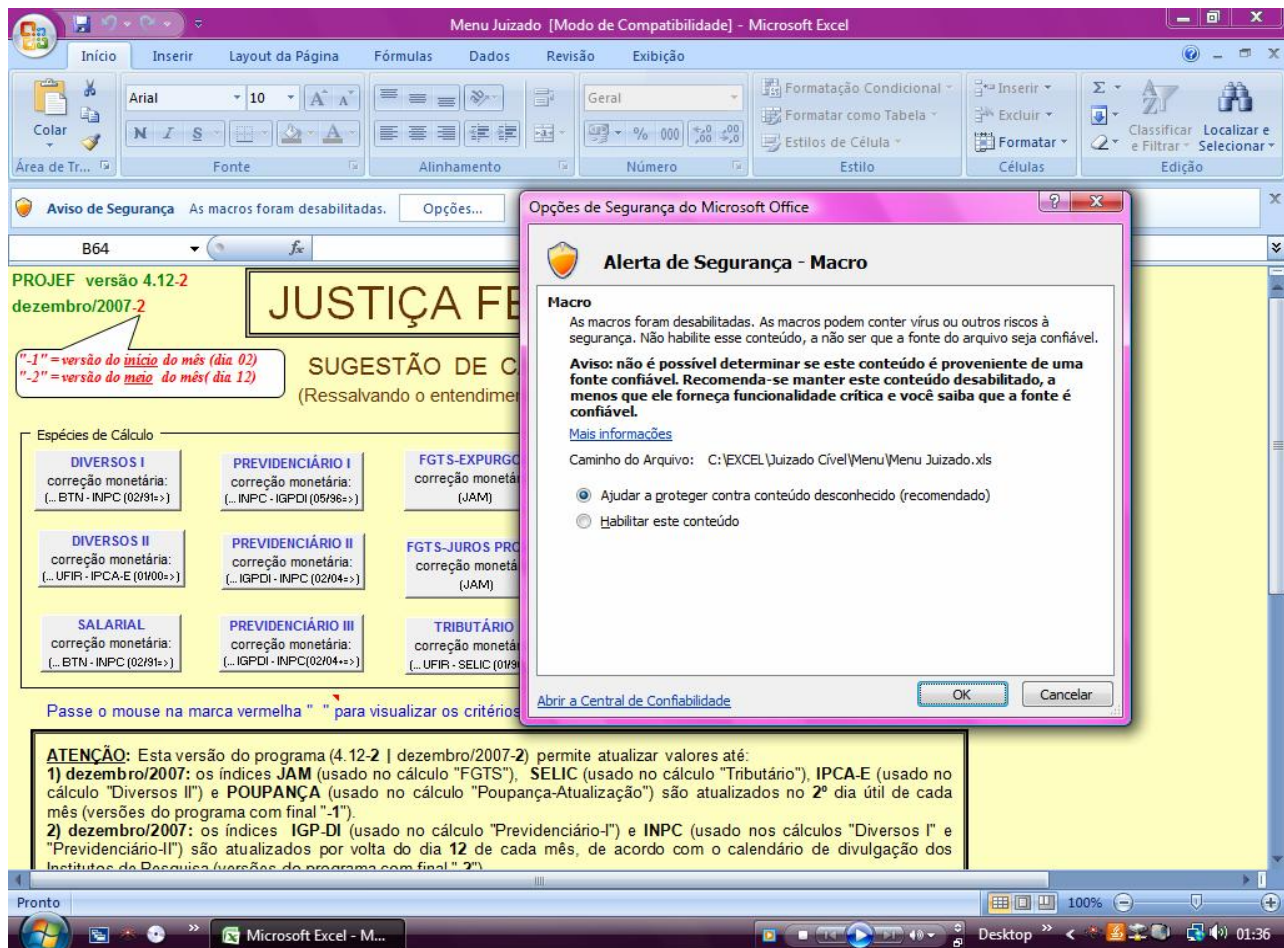 Menu Juizado [Modo de Compatibilidade] - Microsoft Excel
Início Inserir Layout da Página Fórmulas Dados Revisão Exibição
Colar
Arial 10
N I S
Geral
% 000
Formatação Condicional
Formatar como Tabela
Estilos de Célula
Inserir
Excluir
Formatar
Classificar e Filtrar
Localizar e Selecionar
Área de Tr... Fonte Alinhamento Número Estilo Células Edição
Aviso de Segurança As macros foram desabilitadas. Opções...
B64 fx
PROJEF versão 4.12-2
dezembro/2007-2
"-1" = versão do início do mês (dia 02)
"-2" = versão do meio do mês( dia 12)
JUSTIÇA FE
SUGESTÃO DE C
(Ressalvando o entendimen
Espécies de Cálculo
DIVERSOS I
correção monetária:
(... BTN - INPC (02/91=>)
PREVIDENCIÁRIO I
correção monetária:
(... INPC - IGPDI (05/96=>)
FGTS-EXPURGO
correção monetá
(JAM)
DIVERSOS II
correção monetária:
(... UFIR - IPCA-E (01/00=>)
PREVIDENCIÁRIO II
correção monetária:
(... IGPDI - INPC (02/04=>)
FGTS-JUROS PRO
correção monetá
(JAM)
SALARIAL
correção monetária:
(... BTN - INPC (02/91=>)
PREVIDENCIÁRIO III
correção monetária:
(... IGPDI - INPC(02/04+=>)
TRIBUTÁRIO
correção monetá
(... UFIR - SELIC (01/9
Passe o mouse na marca vermelha " " para visualizar os critérios
ATENÇÃO: Esta versão do programa (4.12-2 | dezembro/2007-2) permite atualizar valores até:
1) dezembro/2007: os índices JAM (usado no cálculo "FGTS"), SELIC (usado no cálculo "Tributário"), IPCA-E (usado no
cálculo "Diversos II") e POUPANÇA (usado no cálculo "Poupança-Atualização") são atualizados no 2º dia útil de cada
mês (versões do programa com final "-1").
2) dezembro/2007: os índices IGP-DI (usado no cálculo "Previdenciário-I") e INPC (usado nos cálculos "Diversos I" e
"Previdenciário-II") são atualizados por volta do dia 12 de cada mês, de acordo com o calendário de divulgação dos
Institutos de Pesquisa (versões do programa com final "-2")
Opções de Segurança do Microsoft Office
Alerta de Segurança - Macro
Macro
As macros foram desabilitadas. As macros podem conter vírus ou outros riscos à
segurança. Não habilite esse conteúdo, a não ser que a fonte do arquivo seja confiável.
Aviso: não é possível determinar se este conteúdo é proveniente de uma
fonte confiável. Recomenda-se manter este conteúdo desabilitado, a
menos que ele forneça funcionalidade crítica e você saiba que a fonte é
confiável.
Mais informações
Caminho do Arquivo: C:\EXCEL\Juizado Cível\Menu\Menu Juizado.xls
Ajudar a proteger contra conteúdo desconhecido (recomendado)
Habilitar este conteúdo
Abrir a Central de Confiabilidade
OK Cancelar
Pronto 100%
Microsoft Excel - M... Desktop 01:36